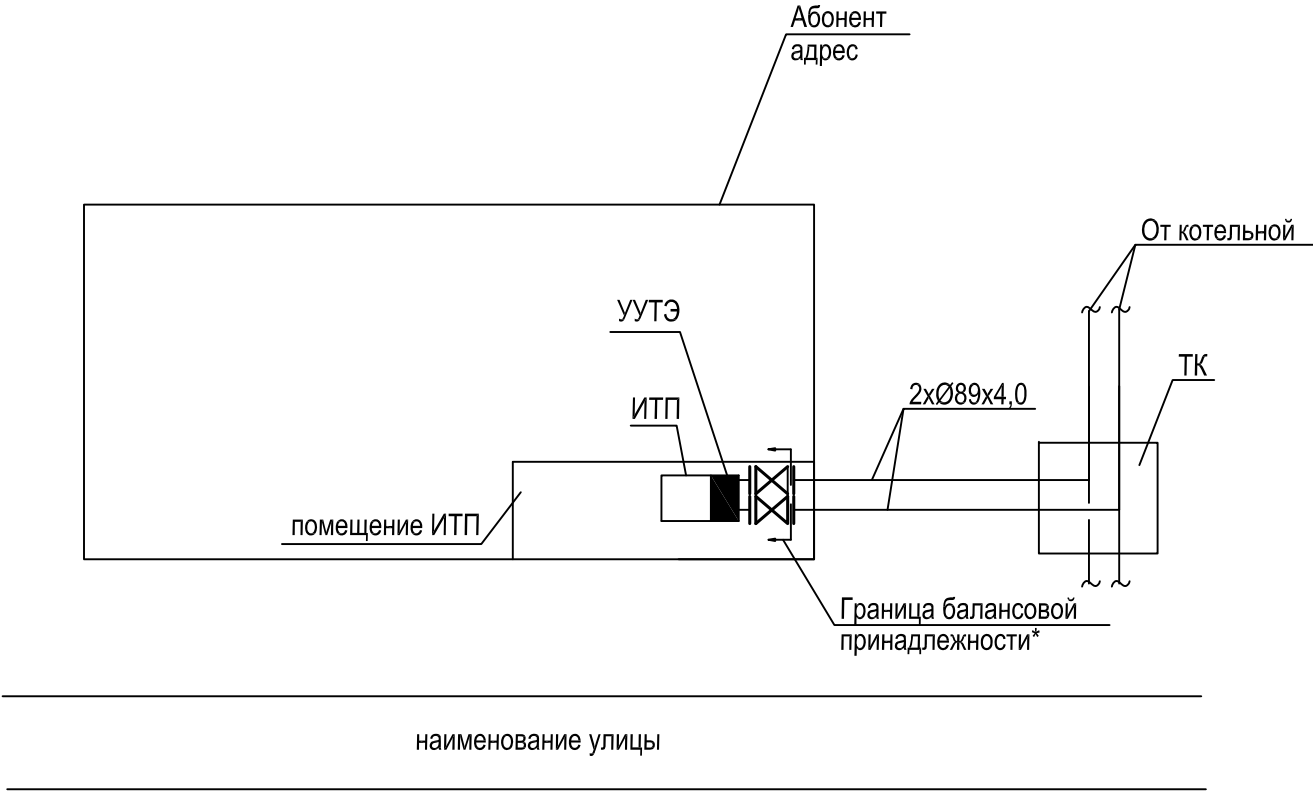 Абонент
адрес
От котельной
УУТЭ
ТК
2xØ89x4,0
ИТП
помещение ИТП
Граница балансовой
принадлежности*
наименование улицы